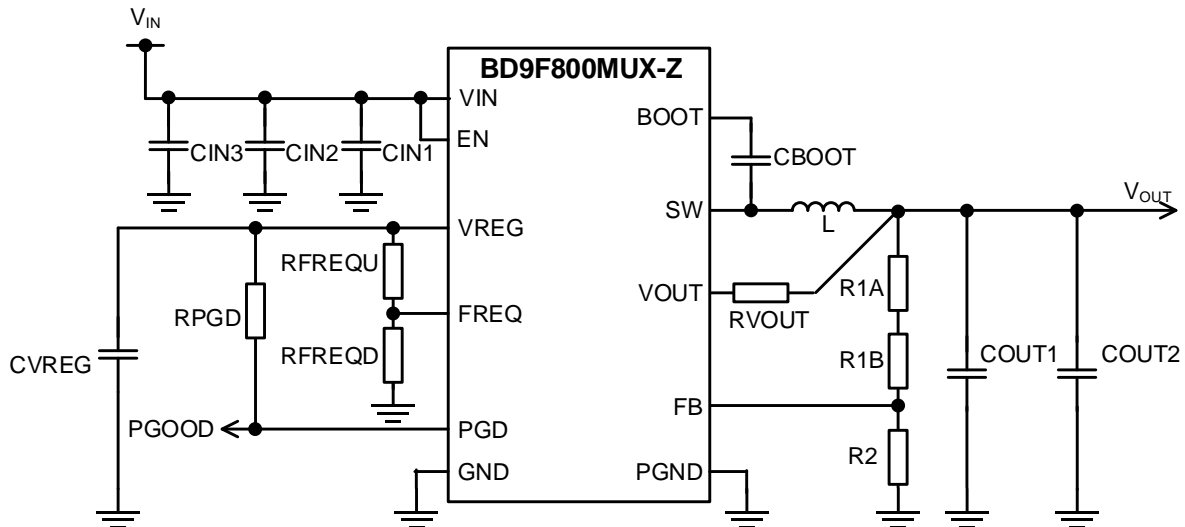 VIN
BD9F800MUX-Z
VIN
BOOT
EN
CIN3
CIN2
CIN1
CBOOT
VOUT
SW
L
VREG
RFREQU
VOUT
RVOUT
R1A
RPGD
FREQ
RFREQD
R1B
COUT1
COUT2
CVREG
FB
PGOOD
PGD
R2
GND
PGND